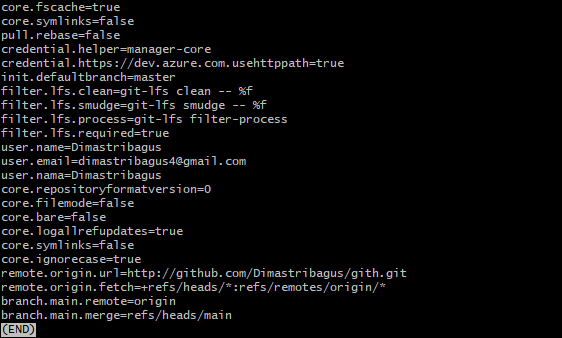 core.fscache=true
core.symlinks=false
pull.rebase=false
credential.helper=manager-core
credential.https://dev.azure.com.usehttppath=true
init.defaultbranch=master
filter.lfs.clean=git-lfs clean -- %f
filter.lfs.smudge=git-lfs smudge -- %f
filter.lfs.process=git-lfs filter-process
filter.lfs.required=true
user.name=Dimastribagus
user.email=dimastribagus4@gmail.com
user.nama=Dimastribagus
core.repositoryformatversion=0
core.filemode=false
core.bare=false
core.logallrefupdates=true
core.symlinks=false
core.ignorecase=true
remote.origin.url=http://github.com/Dimastribagus/gith.git
remote.origin.fetch=+refs/heads/*:refs/remotes/origin/*
branch.main.remote=origin
branch.main.merge=refs/heads/main
(END)